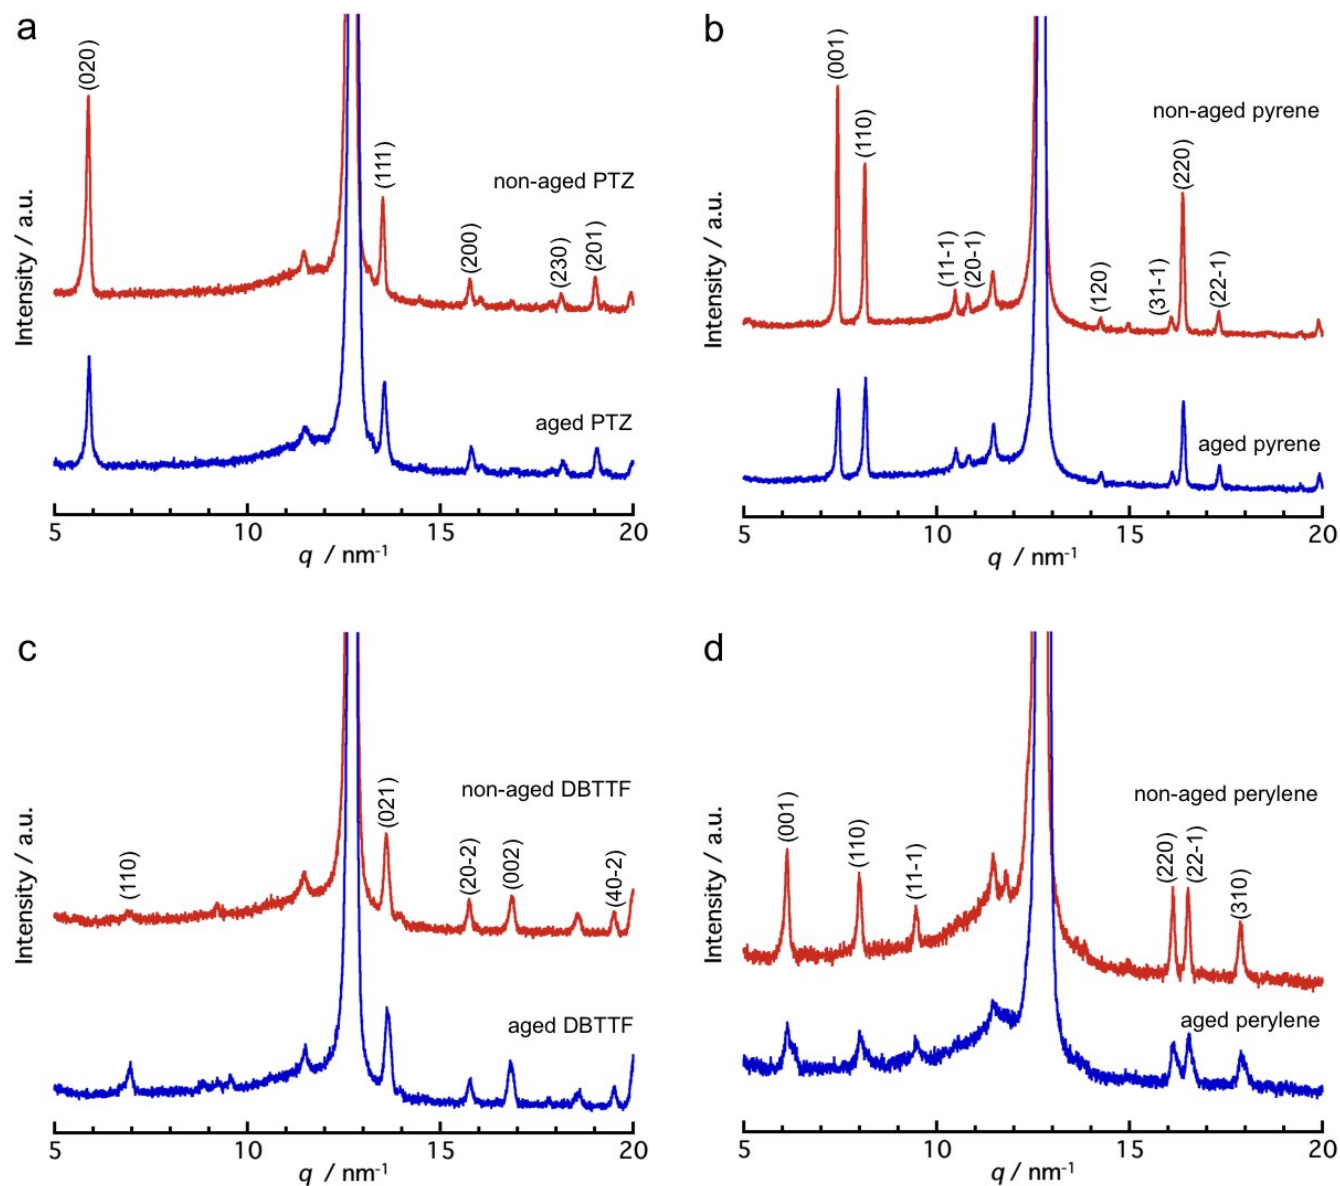 a
(020)
(111)
(200)
(230)
(201)
non-aged PTZ
aged PTZ
Intensity / a.u.
5 10 15 20
q / nm-1
b
(001)
(110)
(11-1)
(20-1)
(120)
(31-1)
(220)
(22-1)
non-aged pyrene
aged pyrene
Intensity / a.u.
5 10 15 20
q / nm-1
c
(110)
(021)
(20-2)
(002)
(40-2)
non-aged DBTTF
aged DBTTF
Intensity / a.u.
5 10 15 20
q / nm-1
d
(001)
(110)
(11-1)
(220)
(22-1)
(310)
non-aged perylene
aged perylene
Intensity / a.u.
5 10 15 20
q / nm-1